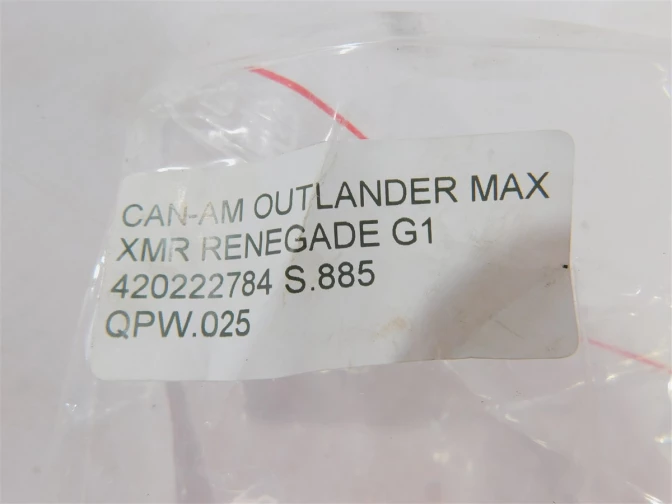 CAN-AM OUTLANDER MAX
XMR RENEGADE G1
420222784 S.885
QPW.025